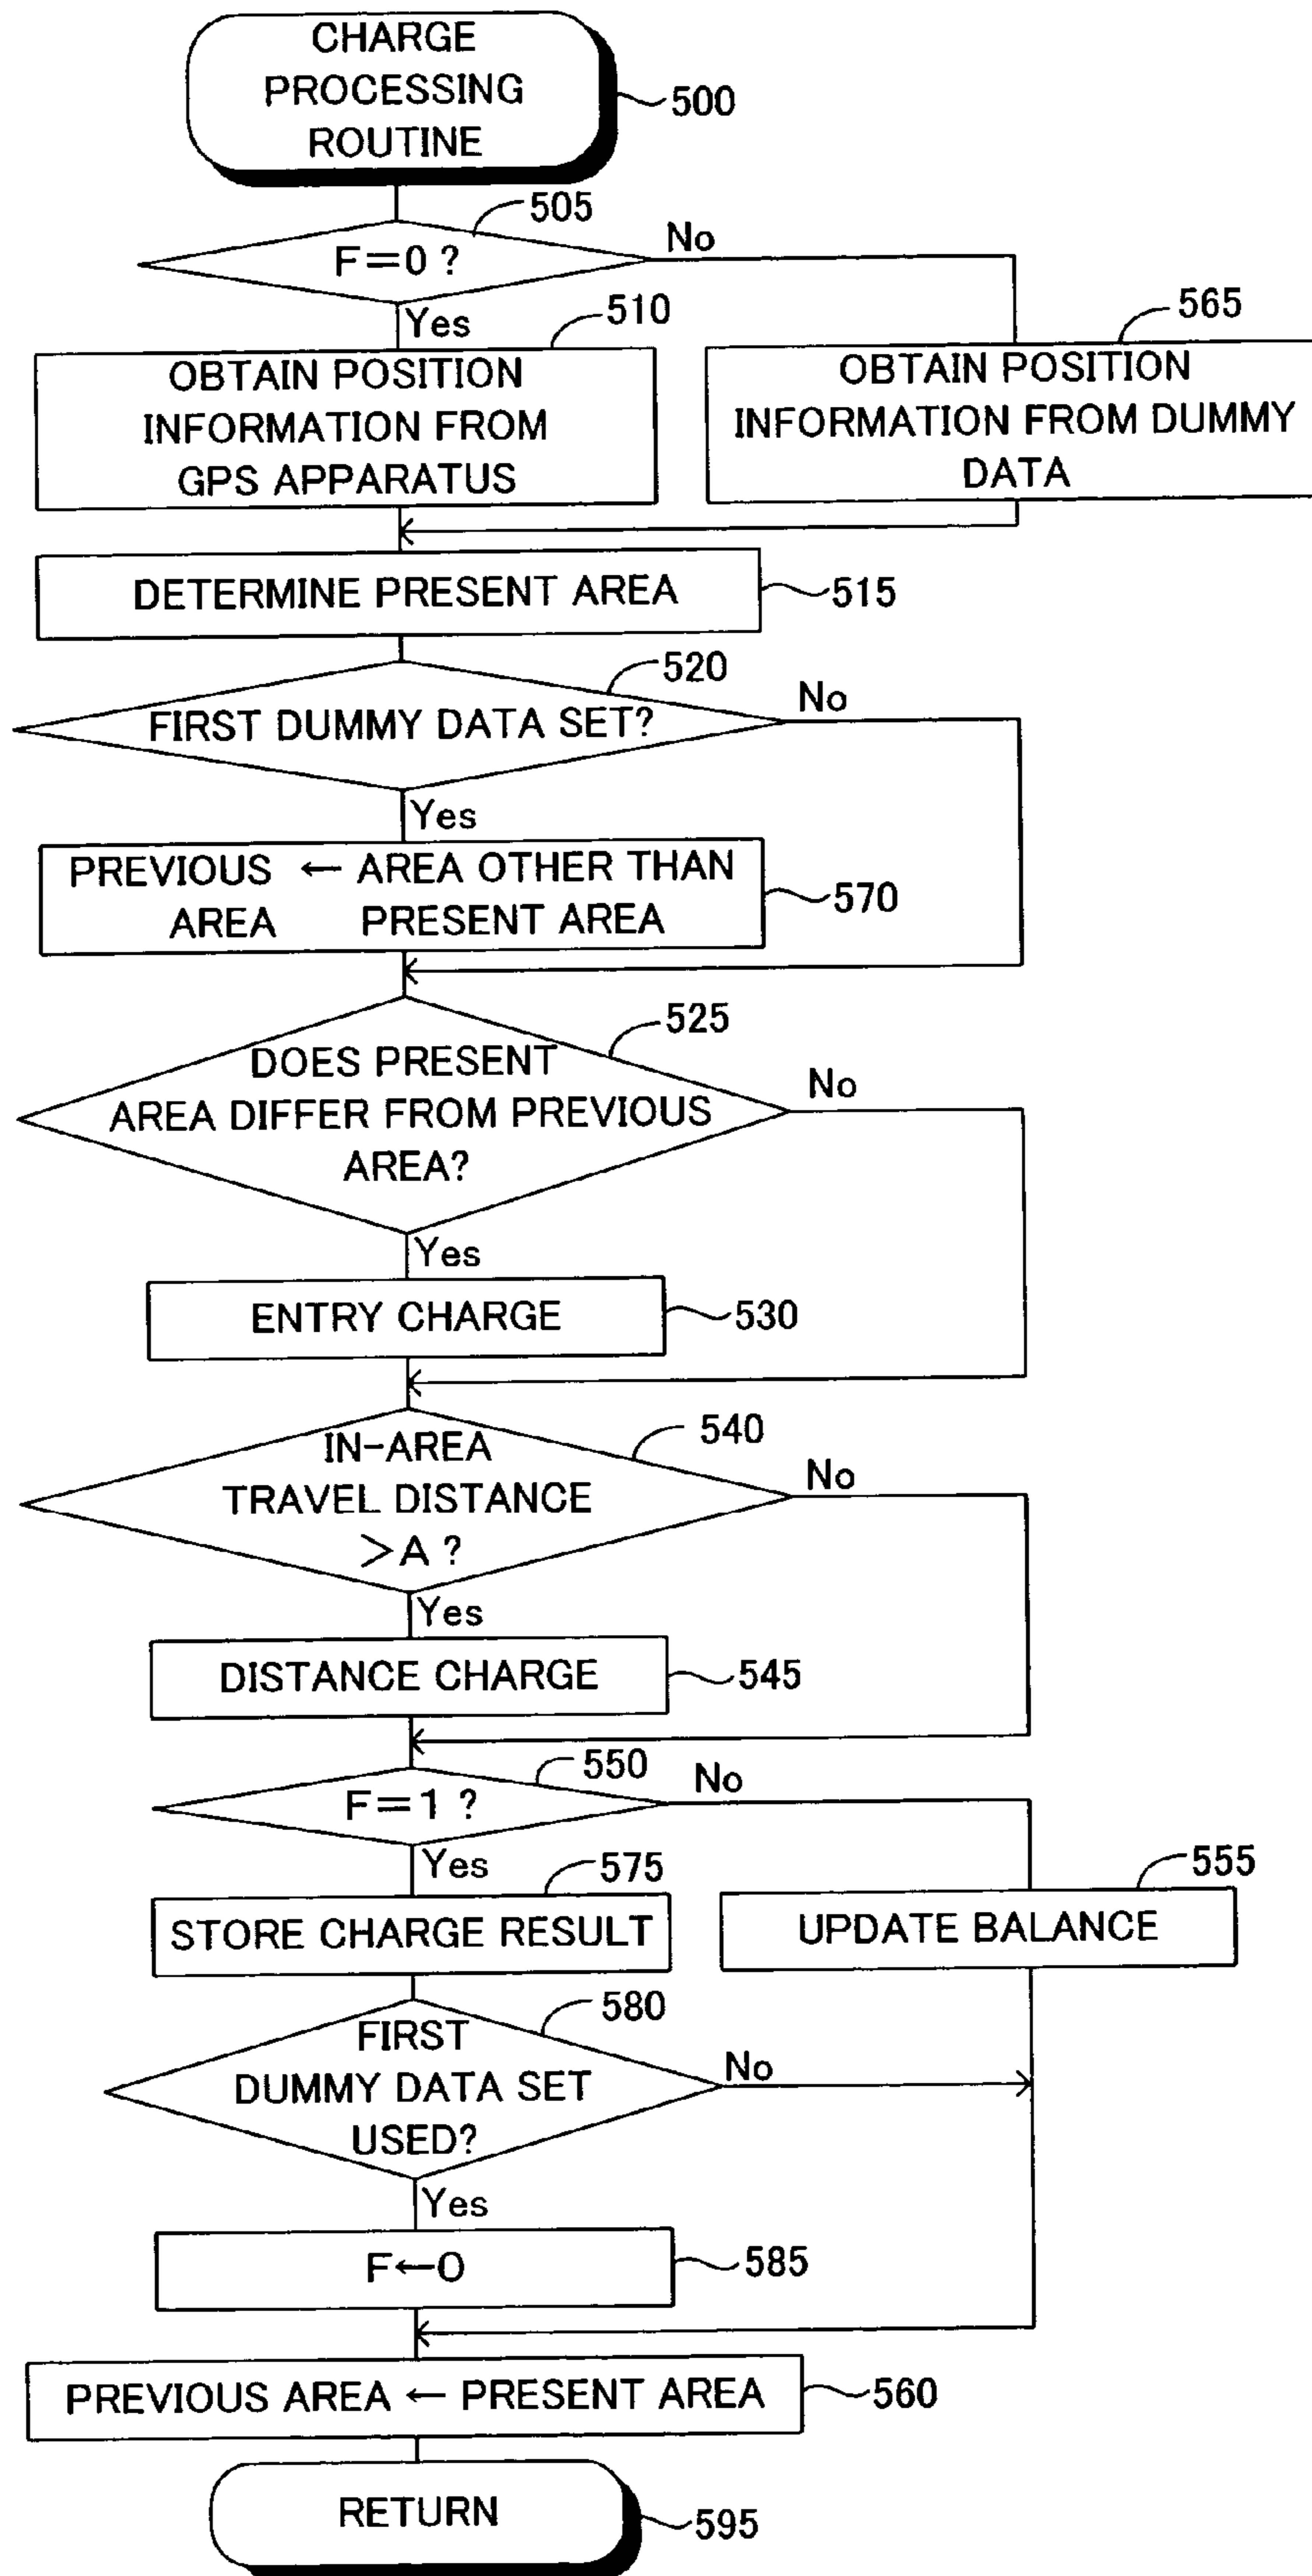 CHARGE
PROCESSING
ROUTINE
500
505
F=0 ?
No
Yes
510
OBTAIN POSITION
INFORMATION FROM
GPS APPARATUS
565
OBTAIN POSITION
INFORMATION FROM DUMMY
DATA
DETERMINE PRESENT AREA
515
520
FIRST DUMMY DATA SET?
No
Yes
PREVIOUS ← AREA OTHER THAN
AREA PRESENT AREA
570
525
DOES PRESENT
AREA DIFFER FROM PREVIOUS
AREA?
No
Yes
ENTRY CHARGE
530
540
IN-AREA
TRAVEL DISTANCE
>A ?
No
Yes
DISTANCE CHARGE
545
550
F=1 ?
No
Yes
575
STORE CHARGE RESULT
555
UPDATE BALANCE
580
FIRST
DUMMY DATA SET
USED?
No
Yes
F←0
585
PREVIOUS AREA ← PRESENT AREA
560
RETURN
595